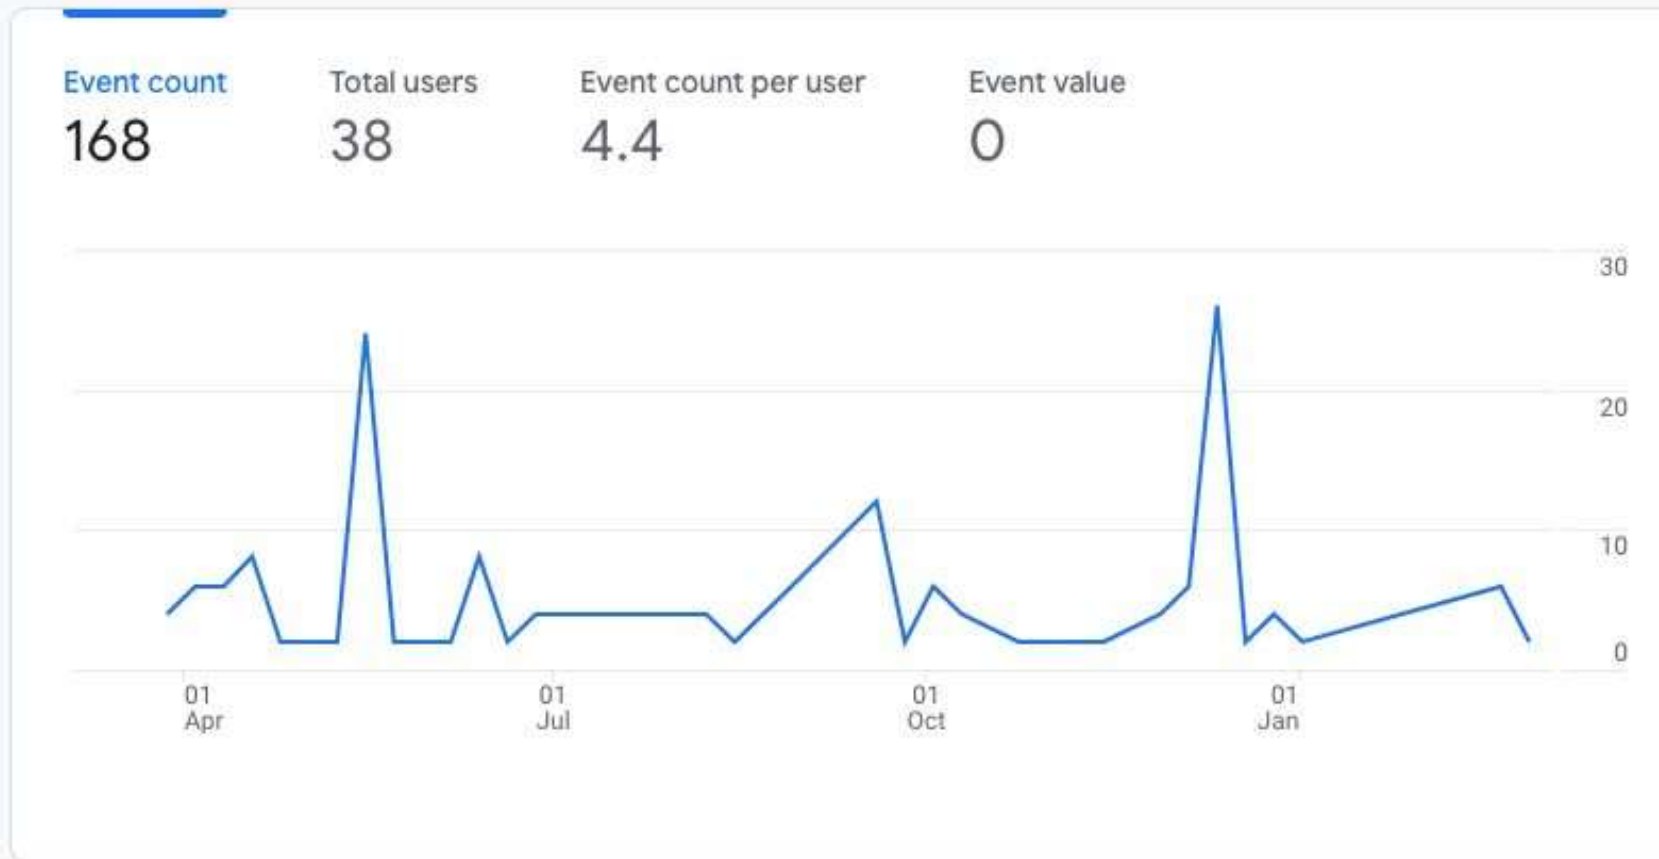 Event count Total users Event count per user Event value
168 38 4.4 0
30
20
10
0
01 01 01 01
Apr Jul Oct Jan